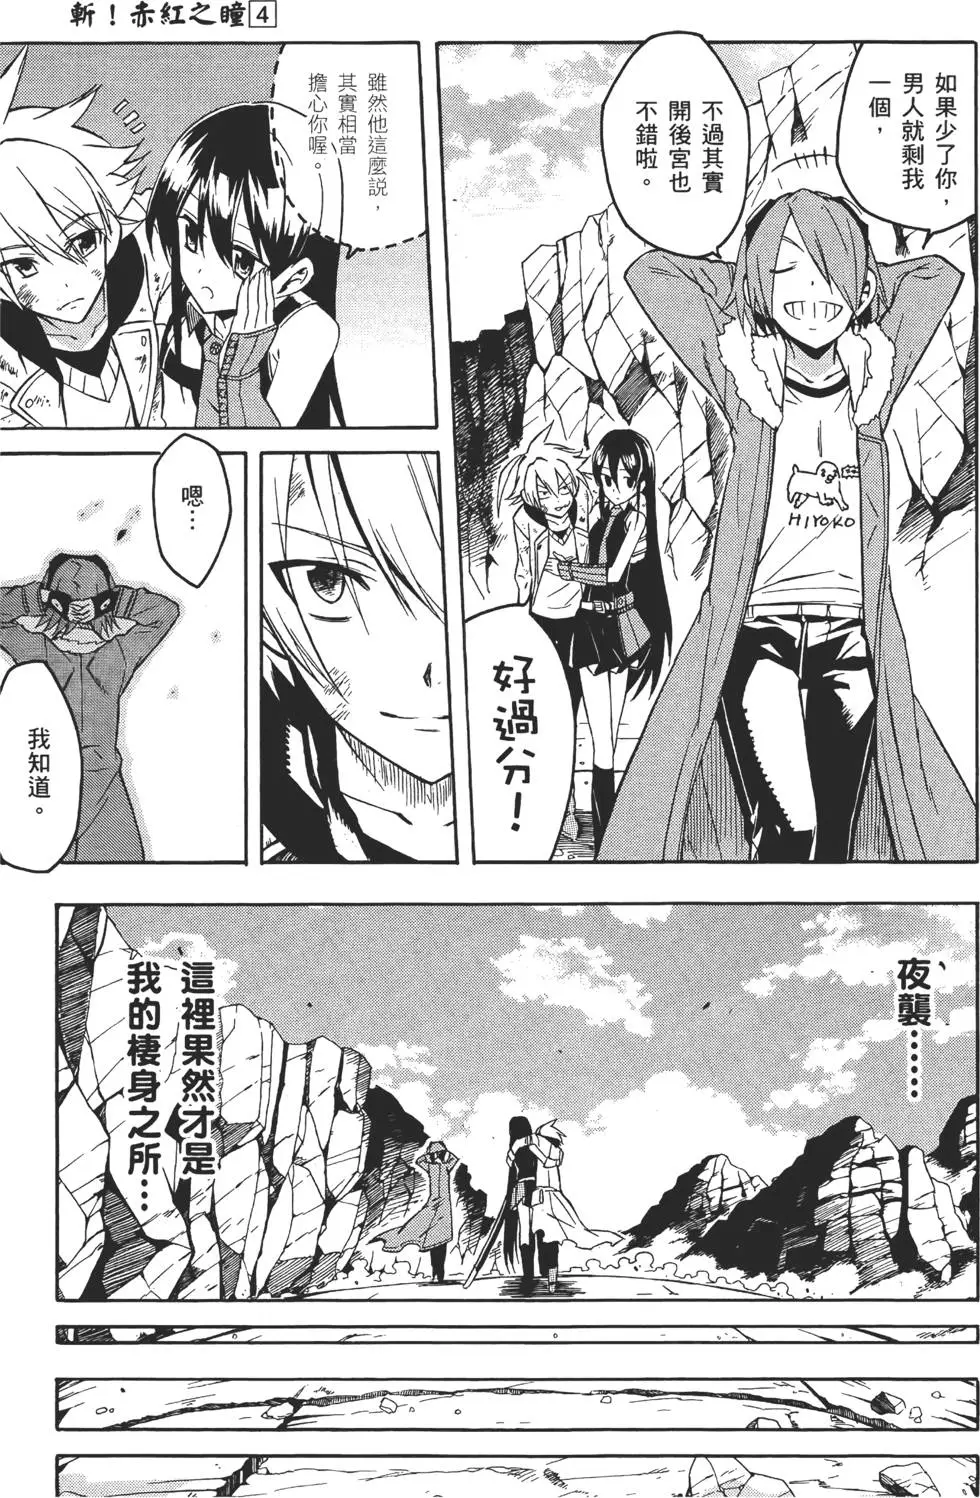 斬！赤紅之瞳 4
如果少了你，
男人就剩我
一個，
不過其實
開後宮也
不錯啦。
HIYOKO
好過分！
雖然他這麼說，
其實相當
擔心你喔。
嗯…
我知道。
夜襲……
這裡果然才是
我的棲身之所…